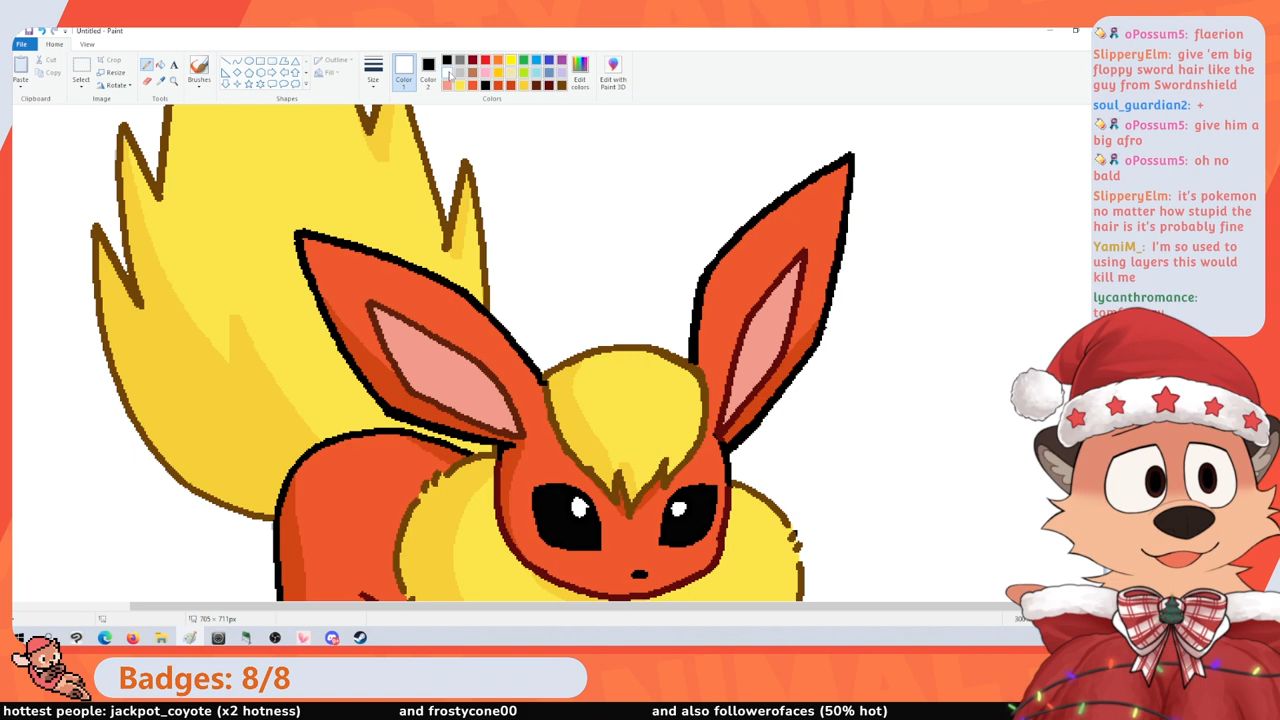 Untitled - Paint
File Home View
Paste
Cut
Copy
Clipboard
Select
Crop
Resize
Rotate
Image
Tools
Brushes
Outline
Fill
Shapes
Size
Color
1
Color
2
Colors
Edit
colors
Edit with
Paint 3D
705 × 711px
oPossum5: flaerion
SlipperyElm: give 'em big
floppy sword hair like the
guy from Swordnshield
soul_guardian2: +
oPossum5: give him a
big afro
oPossum5: oh no
bald
SlipperyElm: it's pokemon
no matter how stupid the
hair is it's probably fine
YamiM_: I'm so used to
using layers this would
kill me
lycanthromance:
Badges: 8/8
hottest people: jackpot_coyote (x2 hotness) and frostycone00 and also followerofaces (50% hot)